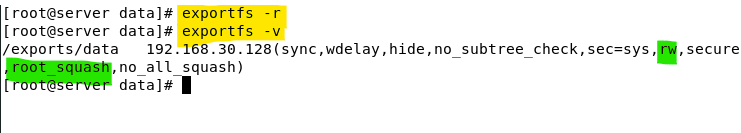 [root@server data]# exportfs -r
[root@server data]# exportfs -v
/exports/data   192.168.30.128(sync,wdelay,hide,no_subtree_check,sec=sys,rw,secure
,root_squash,no_all_squash)
[root@server data]#